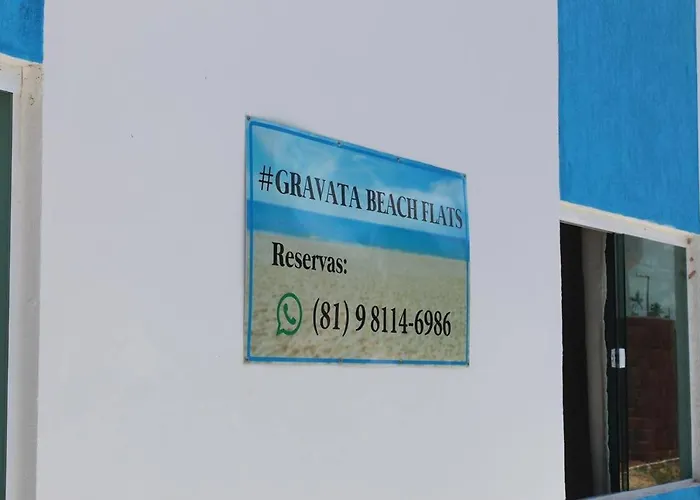 #GRAVATA BEACH FLATS
Reservas:
(81) 9 8114-6986